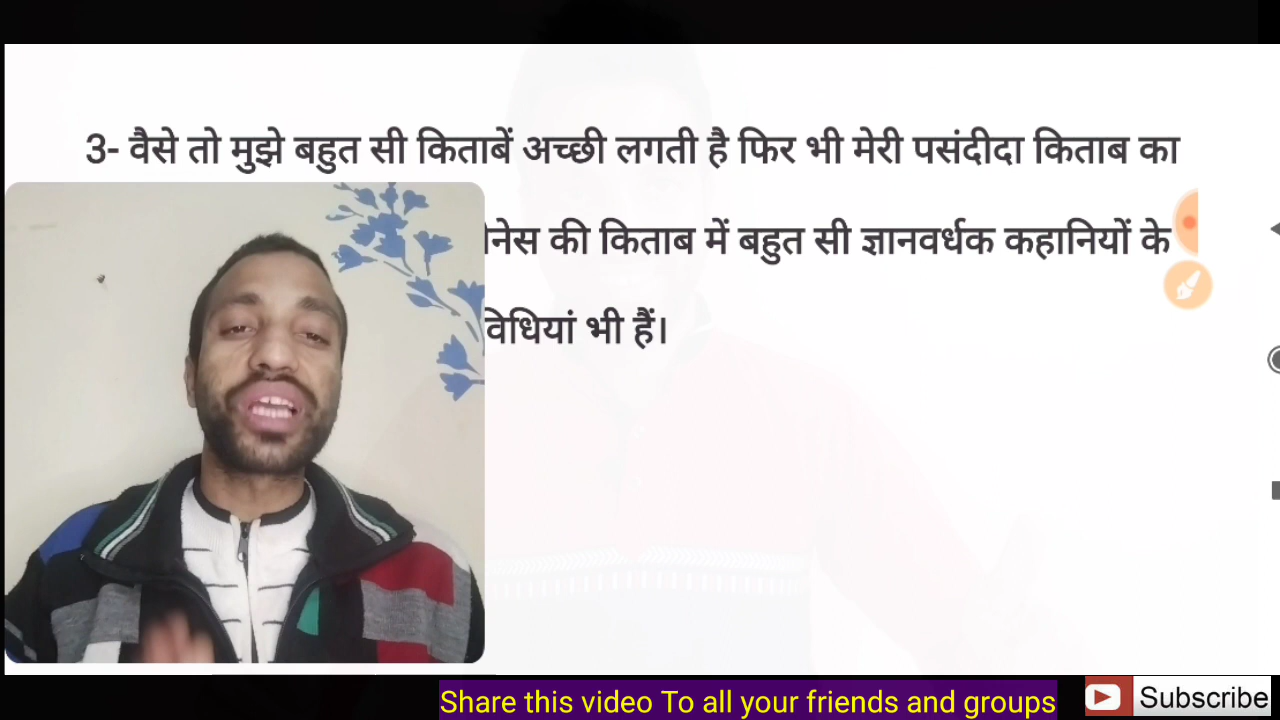 3- वैसे तो मुझे बहुत सी किताबें अच्छी लगती है फिर भी मेरी पसंदीदा किताब का
की किताब में बहुत सी ज्ञानवर्धक कहानियों के
भी हैं।
Share this video To all your friends and groups
Subscribe